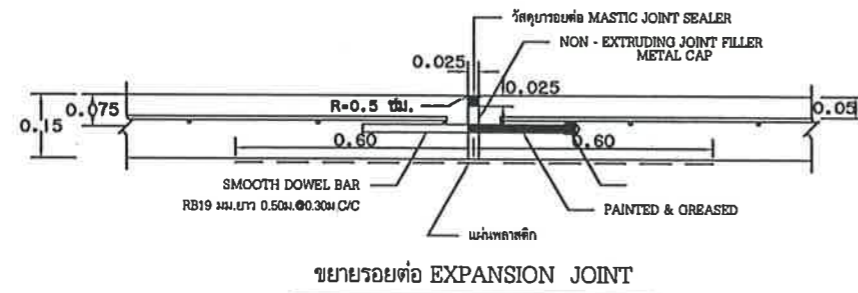 วัสดุยารอยต่อ MASTIC JOINT SEALER
NON - EXTRUDING JOINT FILLER
METAL CAP
0.025
0.025
R=0.5 ซม.
0.075
0.15
0.05
0.60
0.60
SMOOTH DOWEL BAR
RB19 มม.ยาว 0.50ม.@0.30ม.C/C
PAINTED & GREASED
แผ่นพลาสติก
ขยายรอยต่อ EXPANSION JOINT